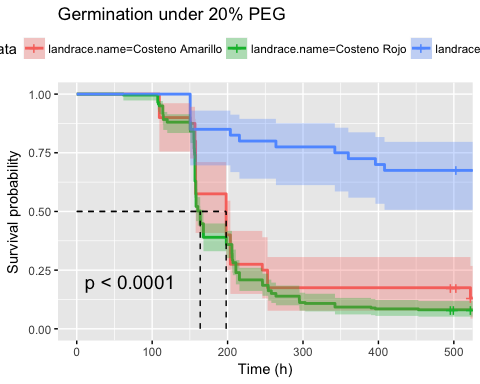 Germination under 20% PEG
ata landrace.name=Costeno Amarillo landrace.name=Costeno Rojo landrace
1.00
0.75
0.50
0.25
0.00
Survival probability
p < 0.0001
0 100 200 300 400 500
Time (h)